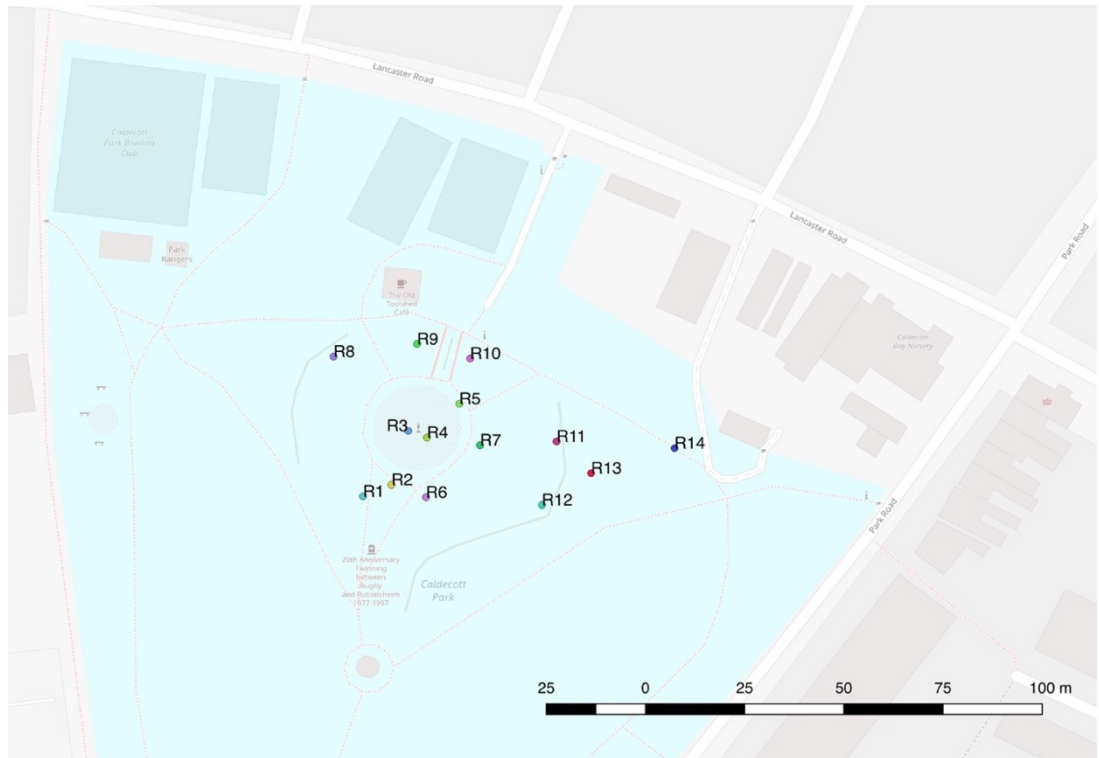 Lancaster Road
Caldecott
Park Bowling
Club
Park
Rangers
Lancaster Road
Park Road
The Old
Toolshed
Café
Caldecott
Day Nursery
R8
R9
R10
R5
R3
R4
R7
R11
R14
R13
R1
R2
R6
R12
Park Road
20th Anniversary
Twinning
between
Rugby
and Russelsheim
1977-1997
Caldecott
Park
25 0 25 50 75 100 m